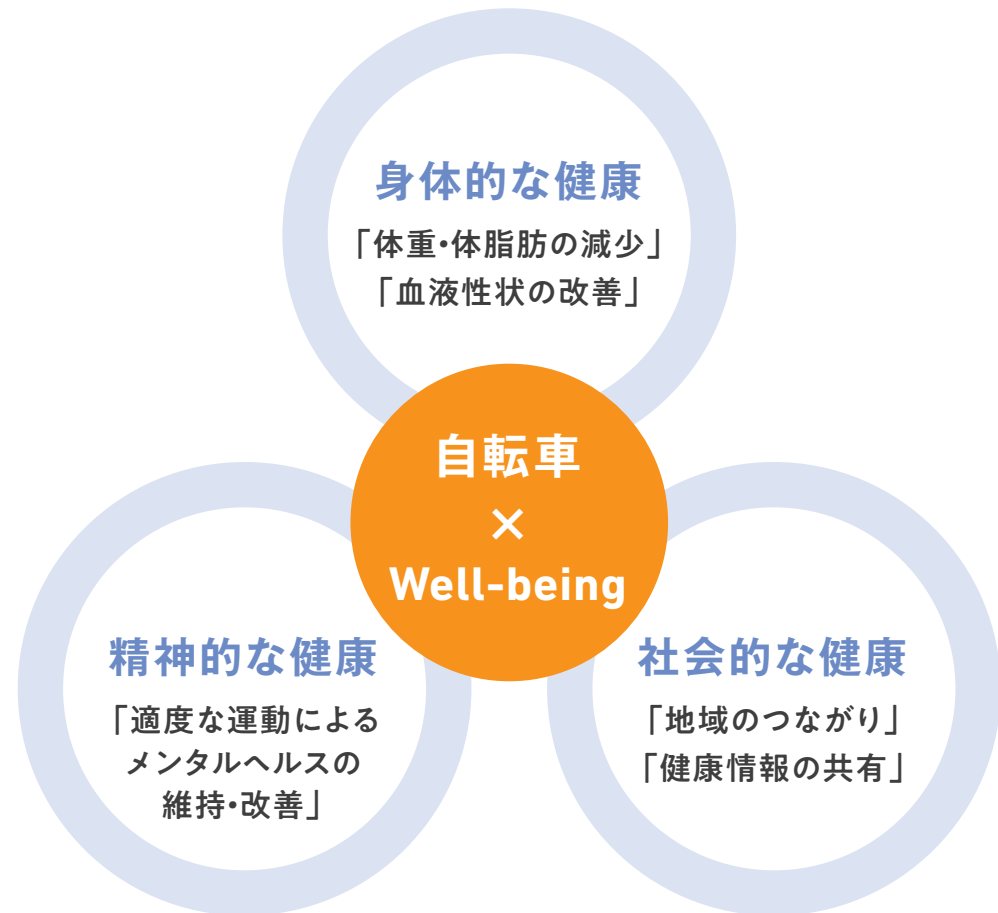 身体的な健康
「体重・体脂肪の減少」
「血液性状の改善」
自転車
×
Well-being
精神的な健康
「適度な運動による
メンタルヘルスの
維持・改善」
社会的な健康
「地域のつながり」
「健康情報の共有」